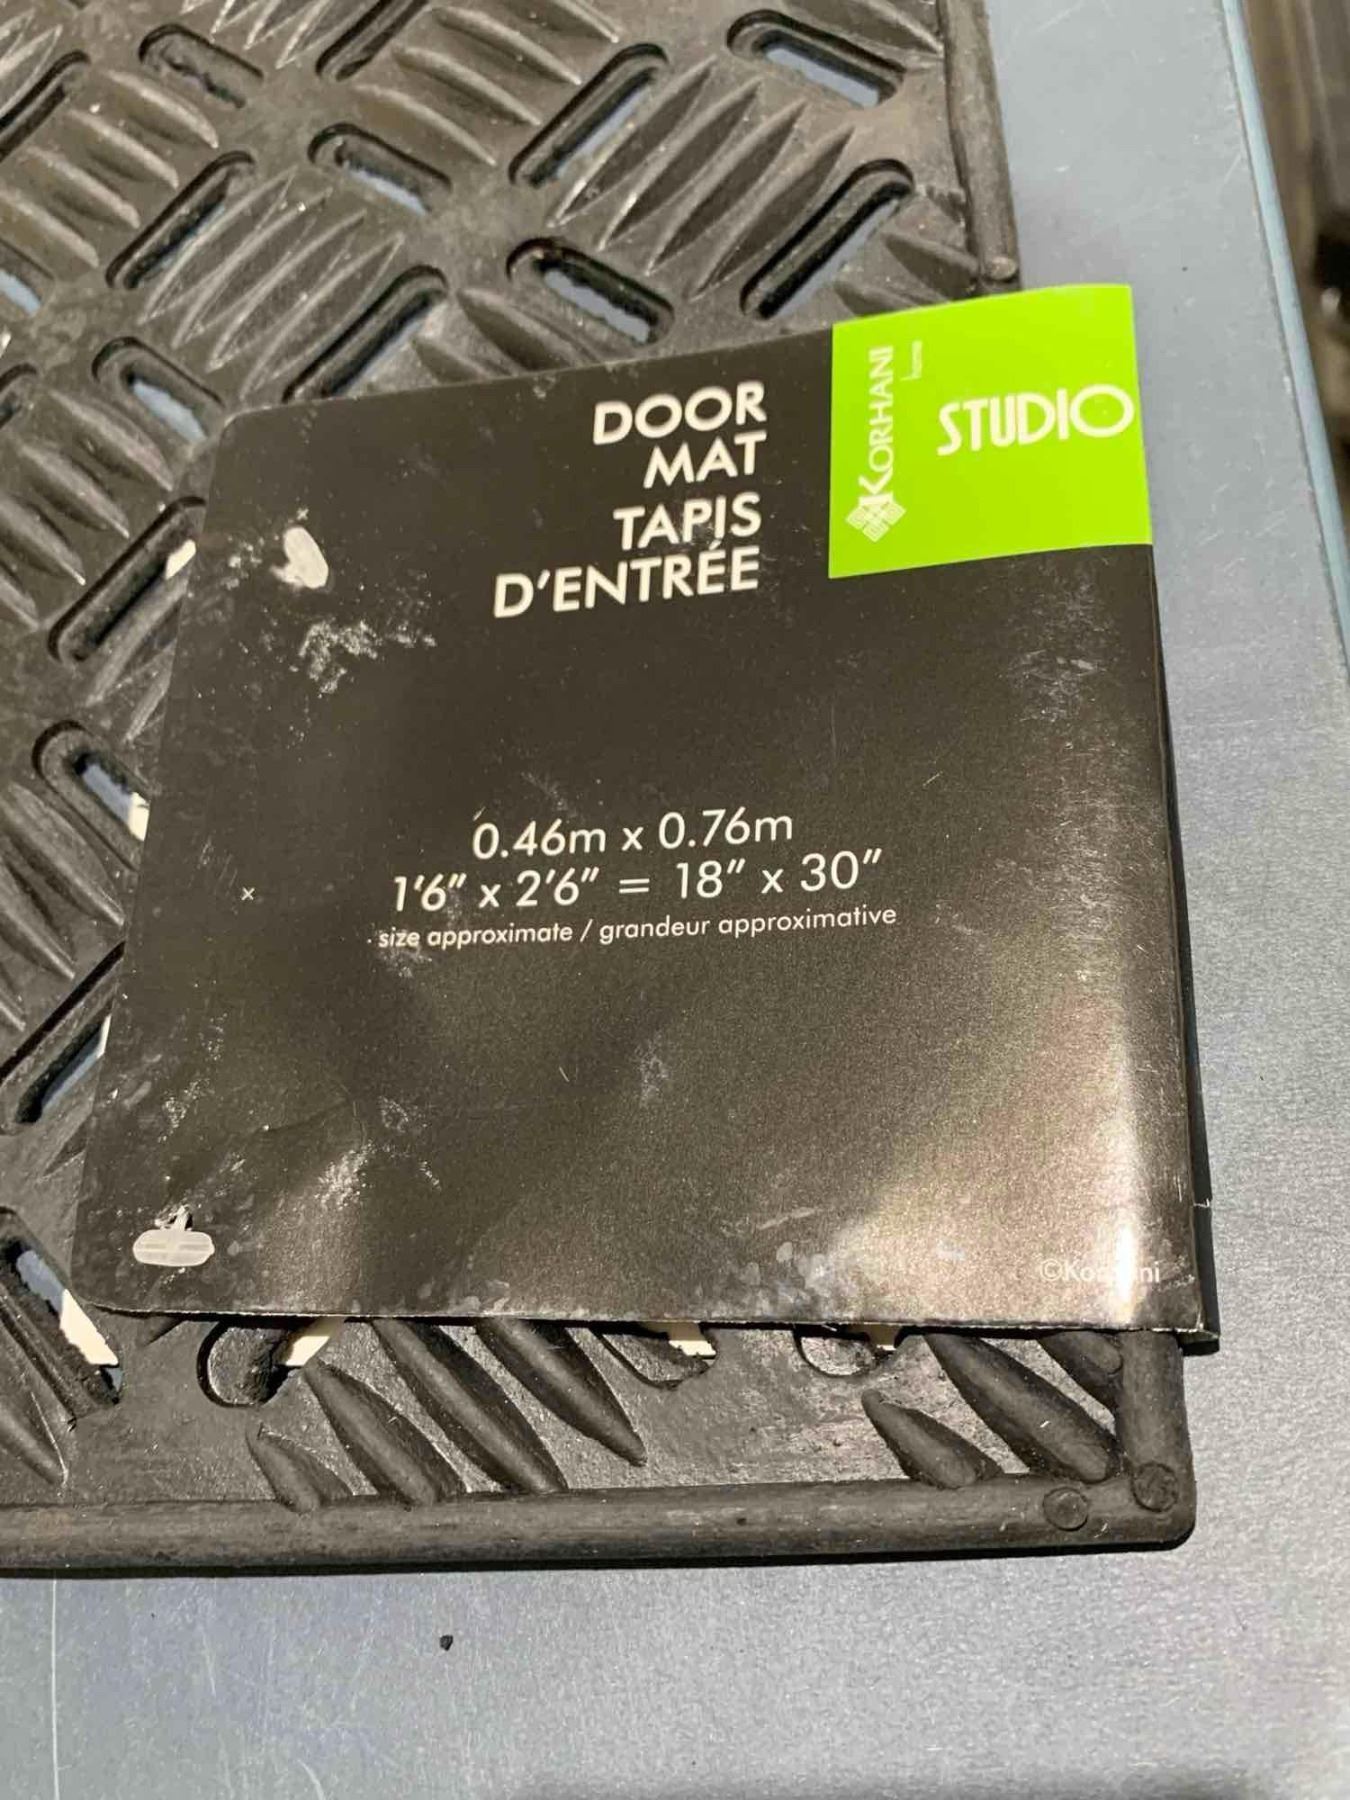 DOOR
MAT
TAPIS
D'ENTRÉE
KORHANI
home
STUDIO
0.46m x 0.76m
1'6" x 2'6" = 18" x 30"
size approximate / grandeur approximative
x